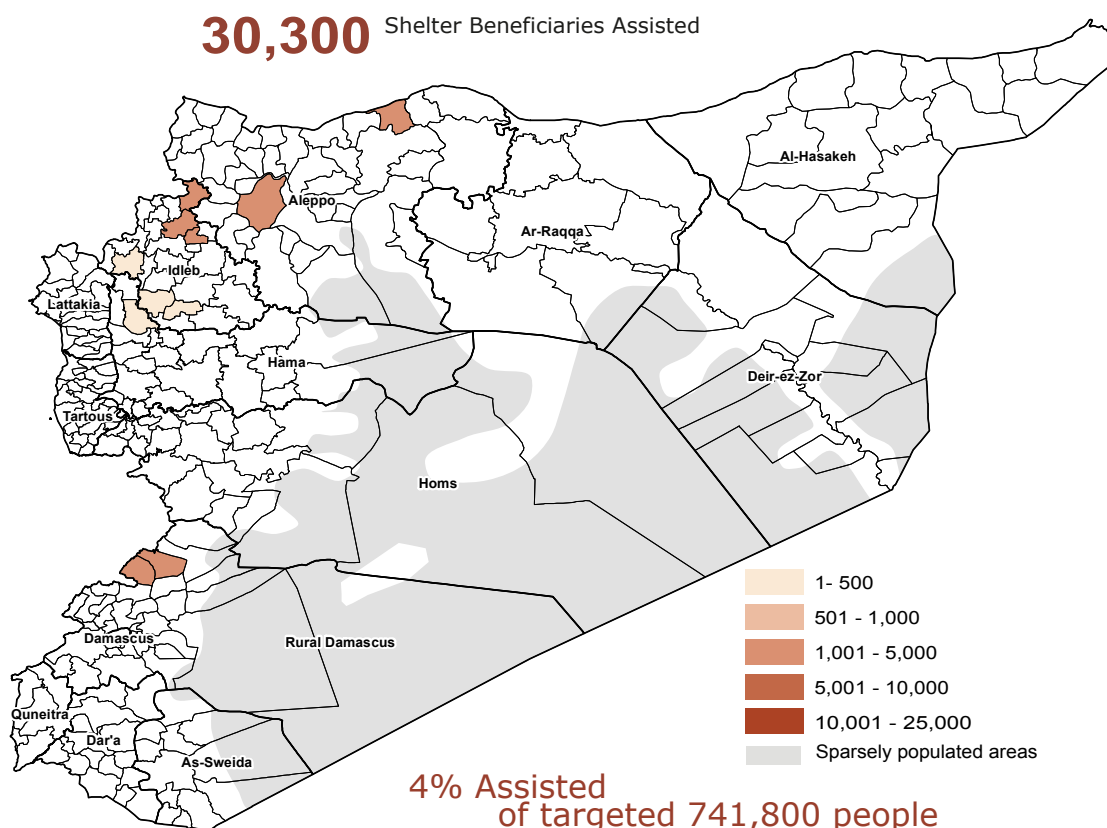 30,300 Shelter Beneficiaries Assisted
Al-Hasakeh
Aleppo
Ar-Raqqa
Idleb
Lattakia
Hama
Deir-ez-Zor
Tartous
Homs
1- 500
501 - 1,000
Damascus
Rural Damascus
1,001 - 5,000
5,001 - 10,000
Quneitra
10,001 - 25,000
Dar'a
As-Sweida
Sparsely populated areas
4% Assisted
of targeted 741,800 people